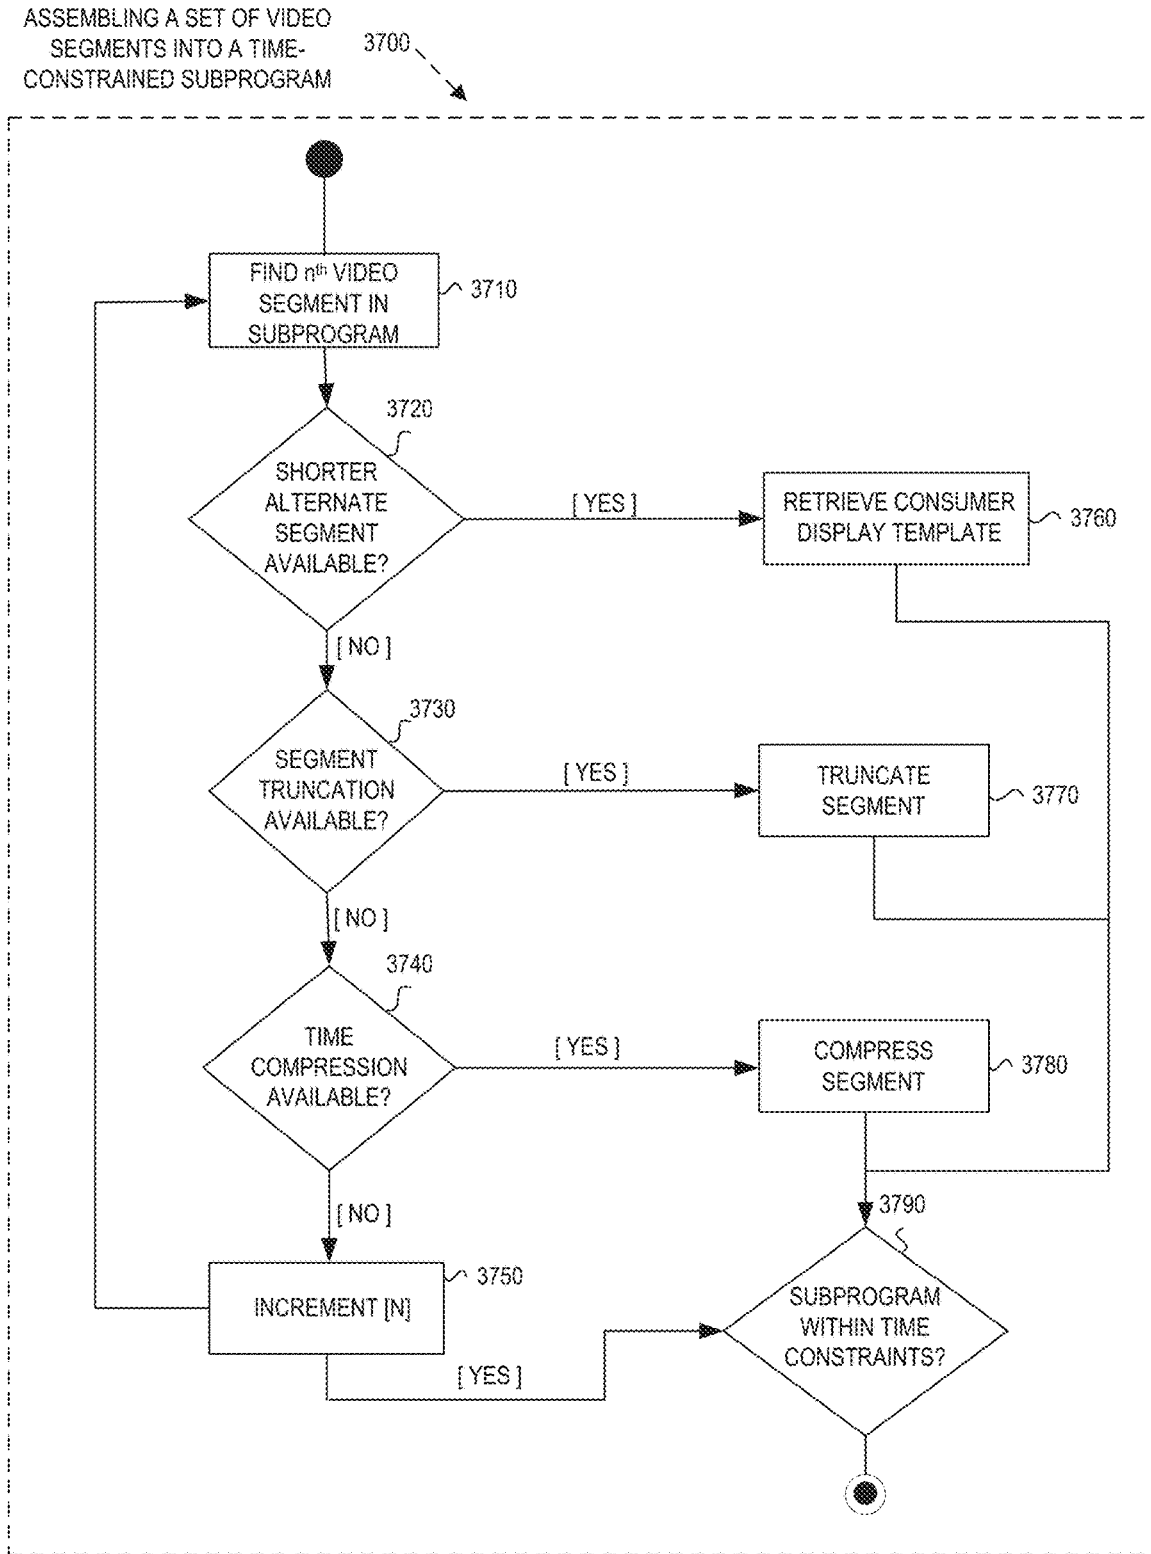 ASSEMBLING A SET OF VIDEO
SEGMENTS INTO A TIME-
CONSTRAINED SUBPROGRAM
3700
FIND nth VIDEO
SEGMENT IN
SUBPROGRAM
3710
3720
SHORTER
ALTERNATE
SEGMENT
AVAILABLE?
[ YES ]
RETRIEVE CONSUMER
DISPLAY TEMPLATE
3760
[ NO ]
3730
SEGMENT
TRUNCATION
AVAILABLE?
[ YES ]
TRUNCATE
SEGMENT
3770
[ NO ]
3740
TIME
COMPRESSION
AVAILABLE?
[ YES ]
COMPRESS
SEGMENT
3780
[ NO ]
3750
INCREMENT [N]
[ YES ]
3790
SUBPROGRAM
WITHIN TIME
CONSTRAINTS?